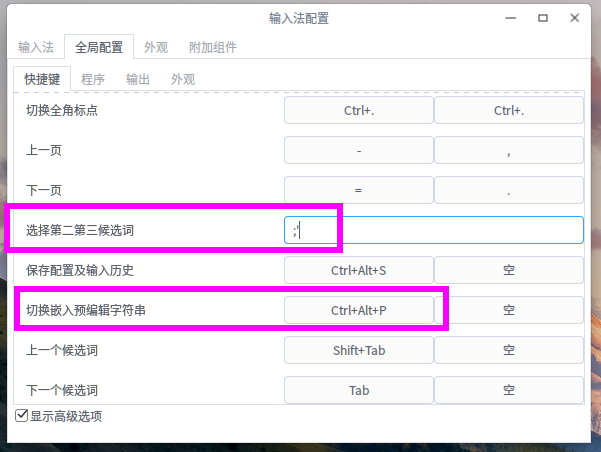 输入法配置
输入法 全局配置 外观 附加组件
快捷键 程序 输出 外观
切换全角标点 Ctrl+. Ctrl+.
上一页 - ,
下一页 = .
选择第二第三候选词 ;'
保存配置及输入历史 Ctrl+Alt+S 空
切换嵌入预编辑字符串 Ctrl+Alt+P 空
上一个候选词 Shift+Tab 空
下一个候选词 Tab 空
显示高级选项